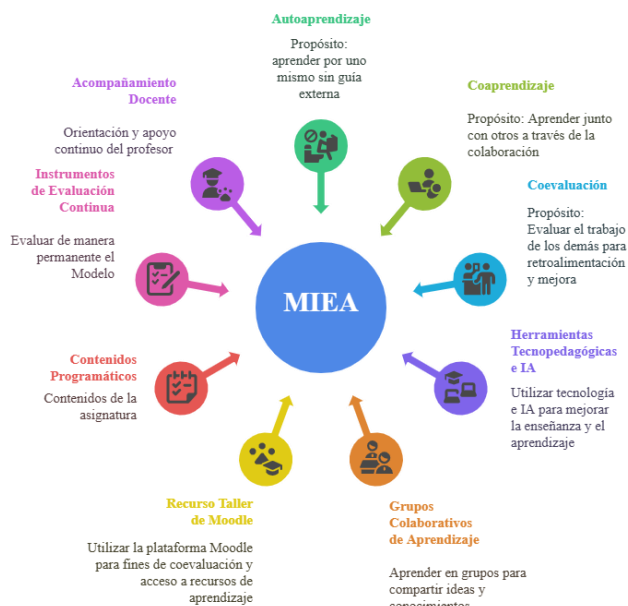 Autoaprendizaje
Propósito:
aprender por uno
mismo sin guía
externa
Coaprendizaje
Propósito: Aprender junto
con otros a través de la
colaboración
Coevaluación
Propósito:
Evaluar el trabajo
de los demás para
retroalimentación
y mejora
Herramientas
Tecnopedagógicas
e IA
Utilizar tecnología
e IA para mejorar
la enseñanza y el
aprendizaje
Grupos
Colaborativos
de Aprendizaje
Aprender en grupos para
compartir ideas y
conocimientos
Recurso Taller
de Moodle
Utilizar la plataforma Moodle
para fines de coevaluación y
acceso a recursos de
aprendizaje
Contenidos
Programáticos
Contenidos de la
asignatura
Instrumentos
de Evaluación
Continua
Evaluar de manera
permanente el
Modelo
Acompañamiento
Docente
Orientación y apoyo
continuo del profesor
MIEA